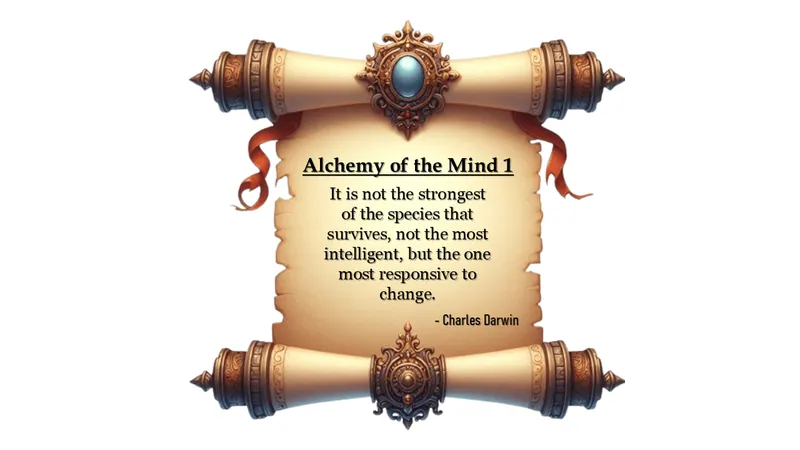 Alchemy of the Mind 1
It is not the strongest
of the species that
survives, not the most
intelligent, but the one
most responsive to
change.
- Charles Darwin